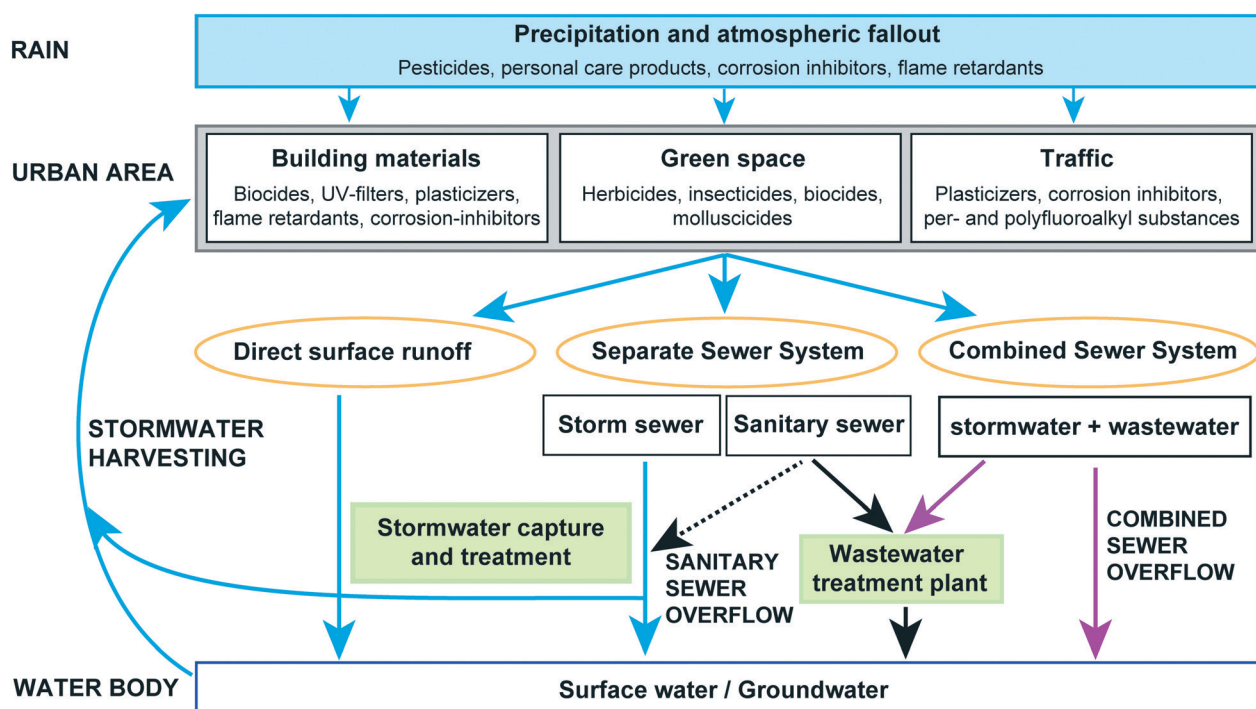 RAIN
Precipitation and atmospheric fallout
Pesticides, personal care products, corrosion inhibitors, flame retardants
URBAN AREA
Building materials
Biocides, UV-filters, plasticizers,
flame retardants, corrosion-inhibitors
Green space
Herbicides, insecticides, biocides,
molluscicides
Traffic
Plasticizers, corrosion inhibitors,
per- and polyfluoroalkyl substances
Direct surface runoff
Separate Sewer System
Combined Sewer System
Storm sewer
Sanitary sewer
stormwater + wastewater
STORMWATER
HARVESTING
Stormwater capture
and treatment
SANITARY
SEWER
OVERFLOW
Wastewater
treatment plant
COMBINED
SEWER
OVERFLOW
WATER BODY
Surface water / Groundwater